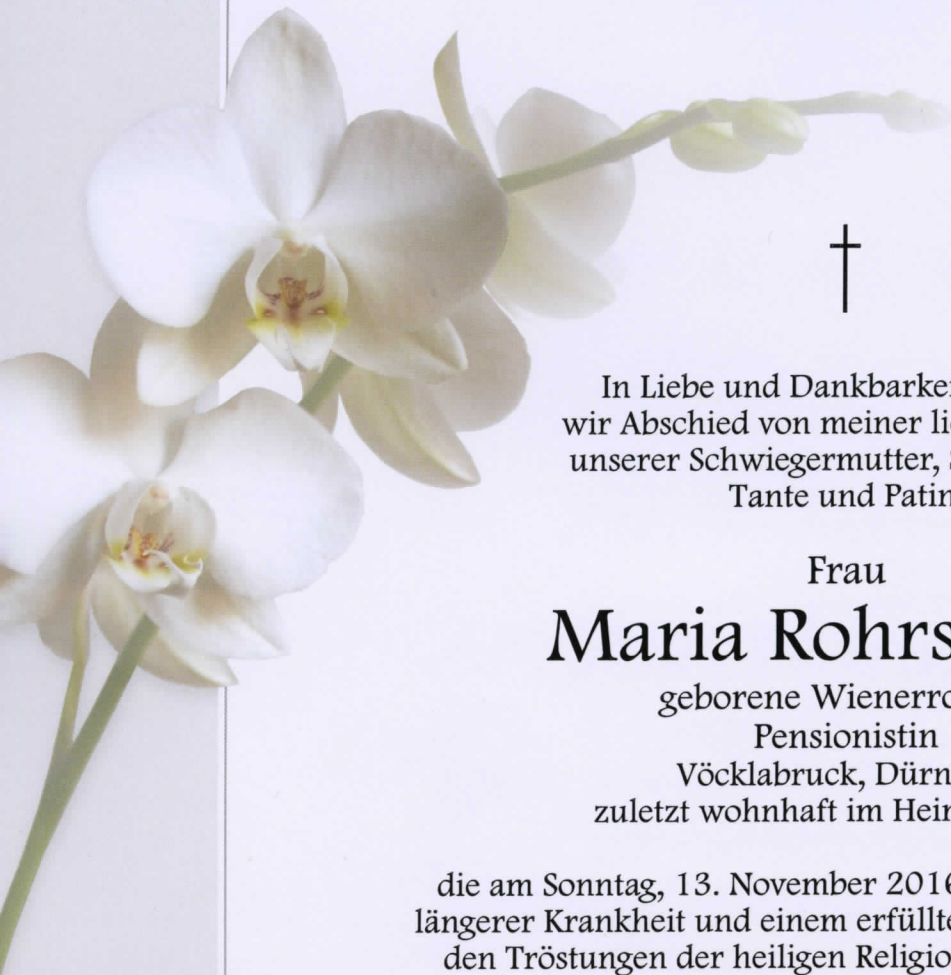 In Liebe und Dankbarke
wir Abschied von meiner li
unserer Schwiegermutter,
Tante und Patin
Frau
Maria Rohrs
geborene Wienerro
Pensionistin
Vöcklabruck, Dürn
zuletzt wohnhaft im Hei
die am Sonntag, 13. November 2016
längerer Krankheit und einem erfüllte
den Tröstungen der heiligen Religio